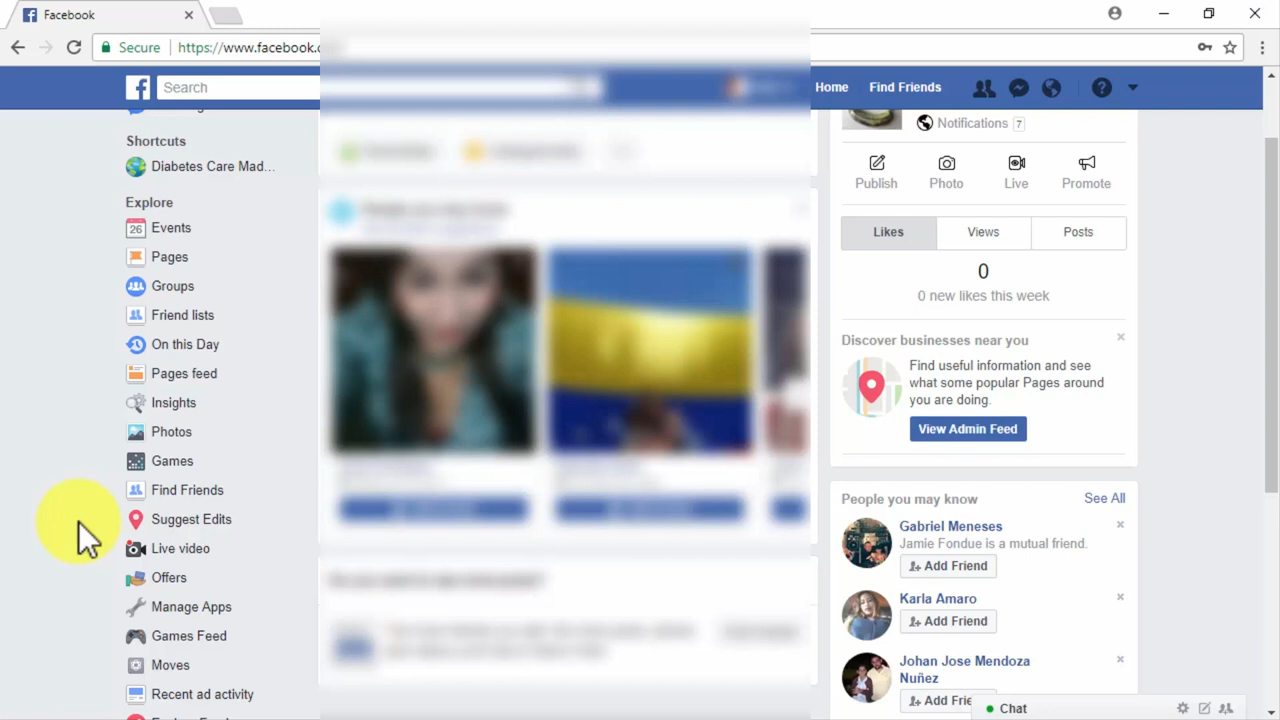 Facebook
Secure
https://www.facebook.c
Search
Home
Find Friends
Shortcuts
Diabetes Care Mad...
Explore
26
Events
Pages
Groups
Friend lists
On this Day
Pages feed
Insights
Photos
Games
Find Friends
Suggest Edits
Live video
Offers
Manage Apps
Games Feed
Moves
Recent ad activity
Notifications 7
Publish
Photo
Live
Promote
Likes
Views
Posts
0
0 new likes this week
Discover businesses near you
Find useful information and see
what some popular Pages around
you are doing.
View Admin Feed
People you may know
See All
Gabriel Meneses
Jamie Fondue is a mutual friend.
Add Friend
Karla Amaro
Add Friend
Johan Jose Mendoza
Nuñez
Add Frie
Chat